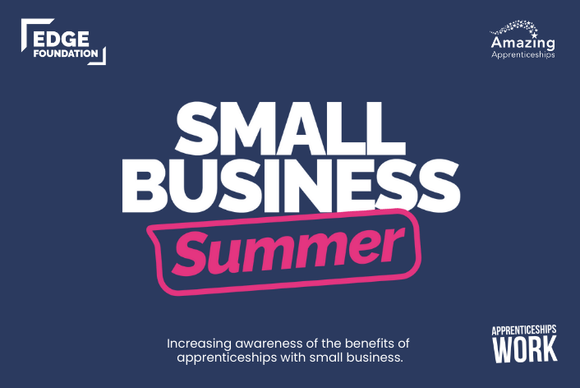 EDGE
FOUNDATION
Amazing
Apprenticeships
SMALL
BUSINESS
Summer
Increasing awareness of the benefits of
apprenticeships with small business.
APPRENTICESHIPS
WORK